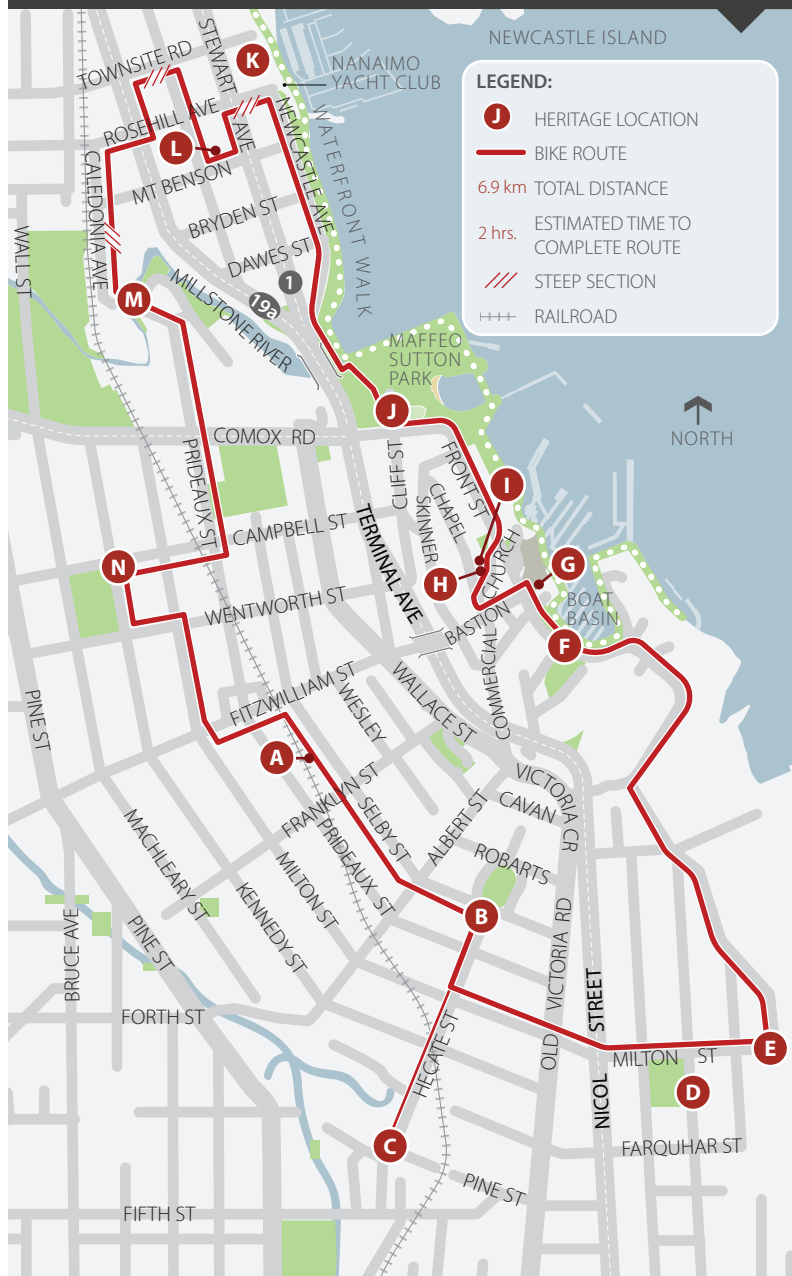 NEWCASTLE ISLAND
TOWNSITE RD
STEWART
AVE
K
NANAIMO
YACHT CLUB
LEGEND:
J HERITAGE LOCATION
BIKE ROUTE
6.9 km TOTAL DISTANCE
2 hrs. ESTIMATED TIME TO
COMPLETE ROUTE
STEEP SECTION
RAILROAD
ROSEHILL AVE
L
NEWCASTLE AVE
WATERFRONT WALK
CALEDONIA AVE
MT BENSON
BRYDEN ST
DAWES ST
WALL ST
1
19a
M
MILLSTONE RIVER
MAFFEO
SUTTON
PARK
J
NORTH
COMOX RD
PRIDEAUX ST
CLIFF ST
FRONT ST
I
CHAPEL
SKINNER
TERMINAL AVE
CAMPBELL ST
CHURCH
N
H
G
WENTWORTH ST
BASTION
BOAT
BASIN
F
COMMERCIAL
PINE ST
FITZWILLIAM ST
WESLEY
WALLACE ST
A
FRANKLYN ST
SELBY ST
VICTORIA CR
CAVAN
ALBERT ST
ROBARTS
MACHLEARY ST
PRIDEAUX ST
MILTON ST
KENNEDY ST
B
PINE ST
BRUCE AVE
OLD VICTORIA RD
NICOL STREET
FORTH ST
HECATE ST
MILTON ST
E
D
C
FARQUHAR ST
PINE ST
FIFTH ST